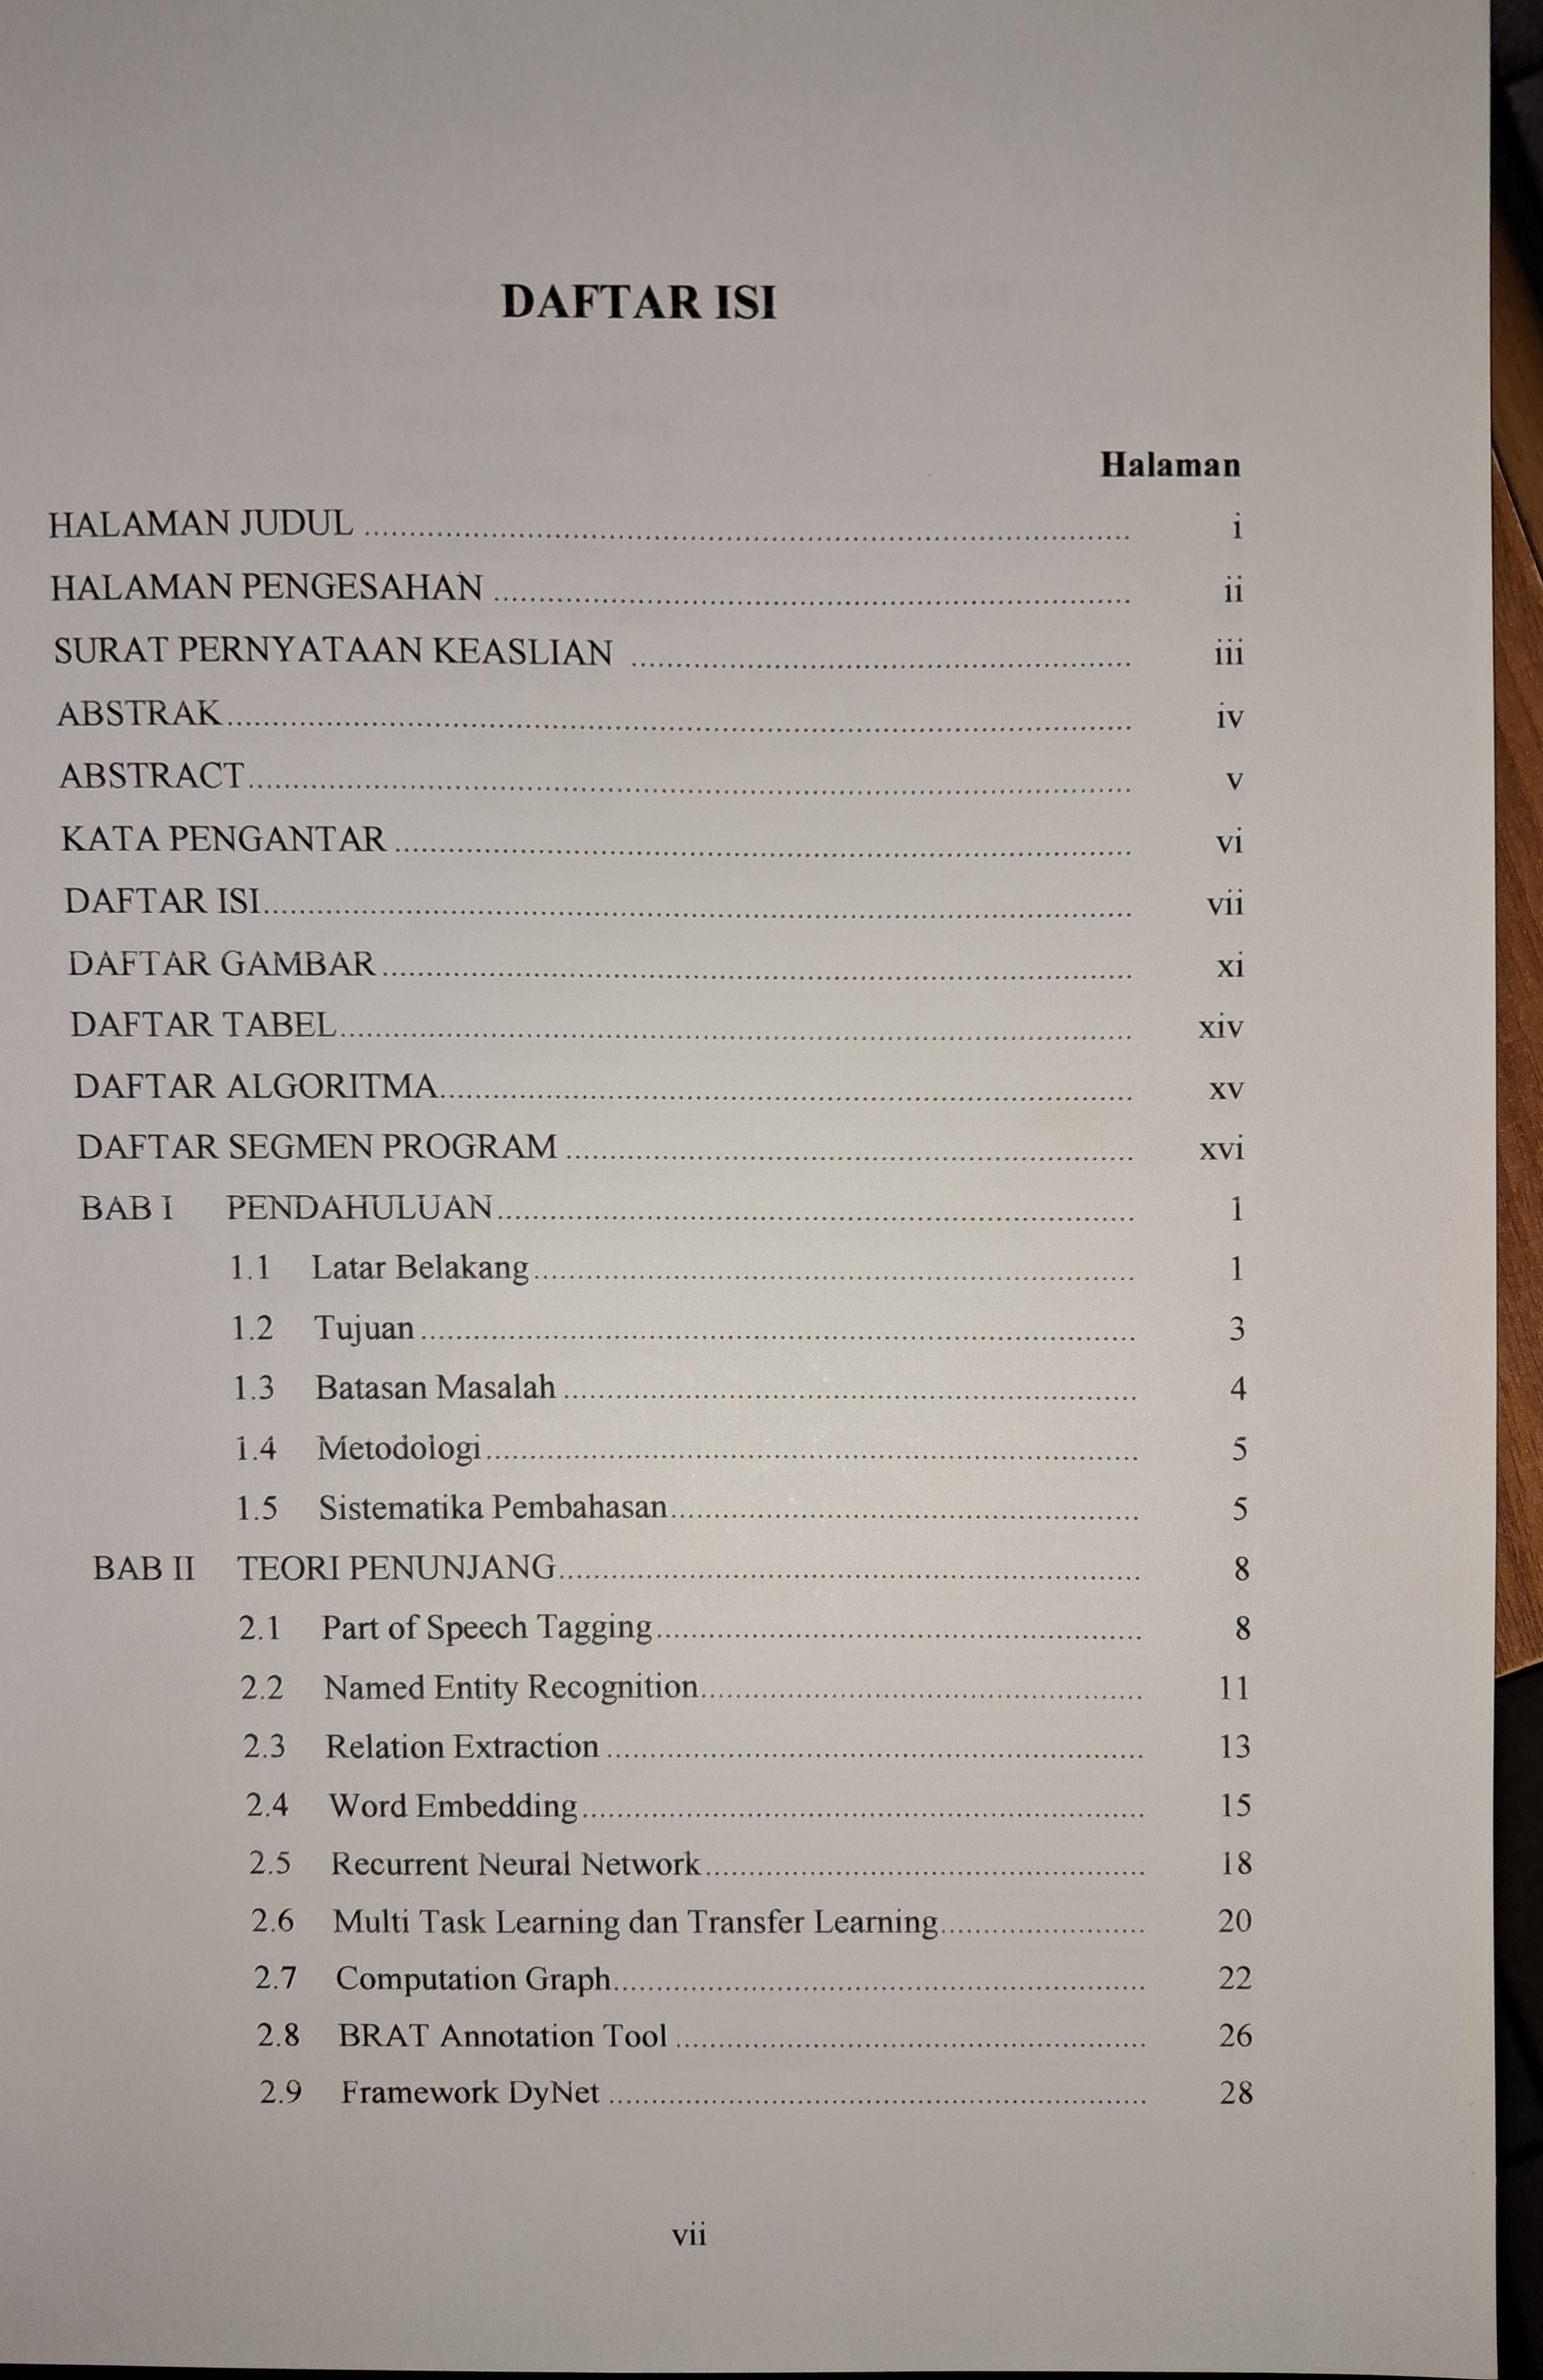 DAFTAR ISI
Halaman
HALAMAN JUDUL ........ i
HALAMAN PENGESAHAN ........ ii
SURAT PERNYATAAN KEASLIAN ........ iii
ABSTRAK ........ iv
ABSTRACT ........ v
KATA PENGANTAR ........ vi
DAFTAR ISI ........ vii
DAFTAR GAMBAR ........ xi
DAFTAR TABEL ........ xiv
DAFTAR ALGORITMA ........ xv
DAFTAR SEGMEN PROGRAM ........ xvi
BAB I PENDAHULUAN ........ 1
1.1 Latar Belakang ........ 1
1.2 Tujuan ........ 3
1.3 Batasan Masalah ........ 4
1.4 Metodologi ........ 5
1.5 Sistematika Pembahasan ........ 5
BAB II TEORI PENUNJANG ........ 8
2.1 Part of Speech Tagging ........ 8
2.2 Named Entity Recognition ........ 11
2.3 Relation Extraction ........ 13
2.4 Word Embedding ........ 15
2.5 Recurrent Neural Network ........ 18
2.6 Multi Task Learning dan Transfer Learning ........ 20
2.7 Computation Graph ........ 22
2.8 BRAT Annotation Tool ........ 26
2.9 Framework DyNet ........ 28
vii